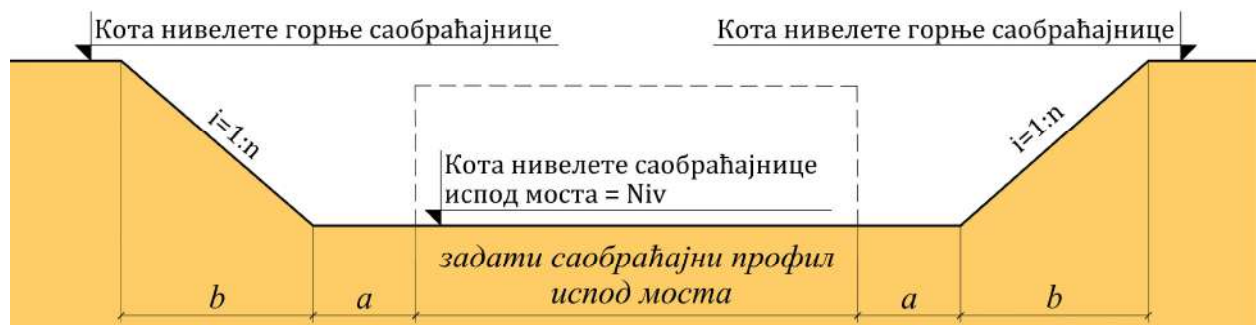 Кота нивелете горње саобраћајнице
Кота нивелете горње саобраћајнице
i=1:n
i=1:n
Кота нивелете саобраћајнице
испод моста = Niv
задати саобраћајни профил
испод моста
b
a
a
b